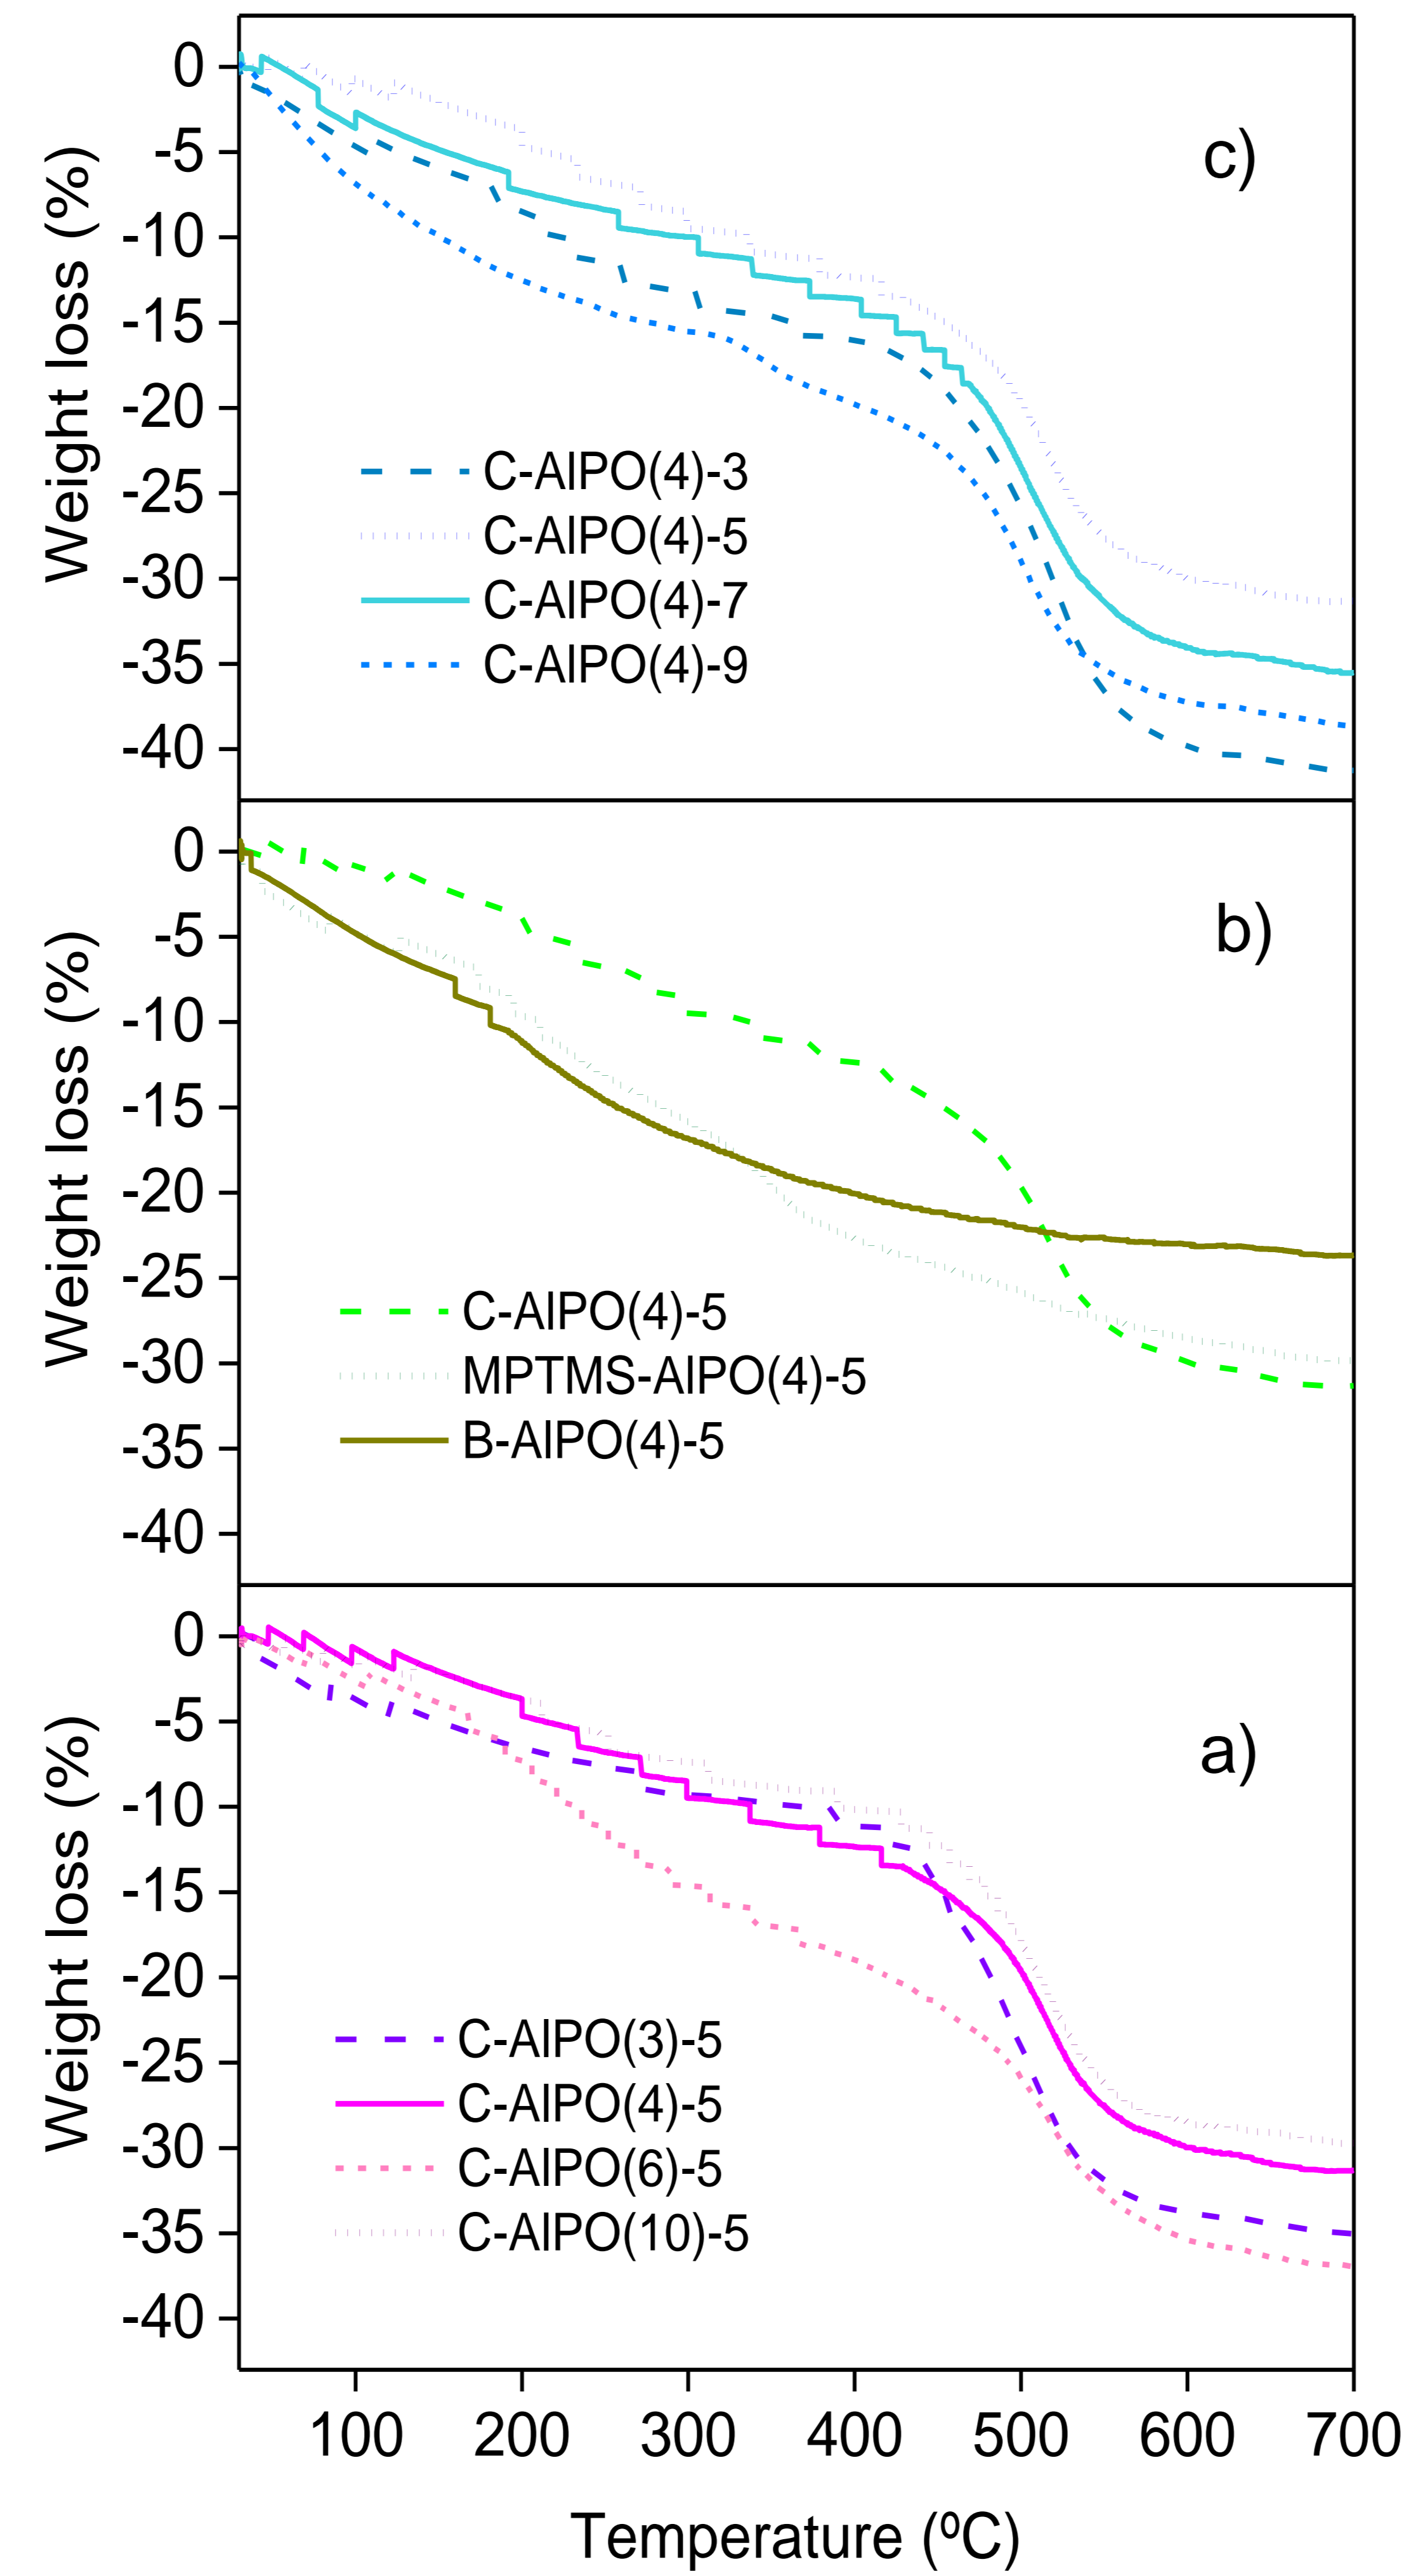 0
-5
-10
-15
-20
-25
-30
-35
-40
Weight loss (%)
c)
C-AlPO(4)-3
C-AlPO(4)-5
C-AlPO(4)-7
C-AlPO(4)-9
0
-5
-10
-15
-20
-25
-30
-35
-40
Weight loss (%)
b)
C-AlPO(4)-5
MPTMS-AlPO(4)-5
B-AlPO(4)-5
0
-5
-10
-15
-20
-25
-30
-35
-40
Weight loss (%)
a)
C-AlPO(3)-5
C-AlPO(4)-5
C-AlPO(6)-5
C-AlPO(10)-5
100 200 300 400 500 600 700
Temperature (ºC)